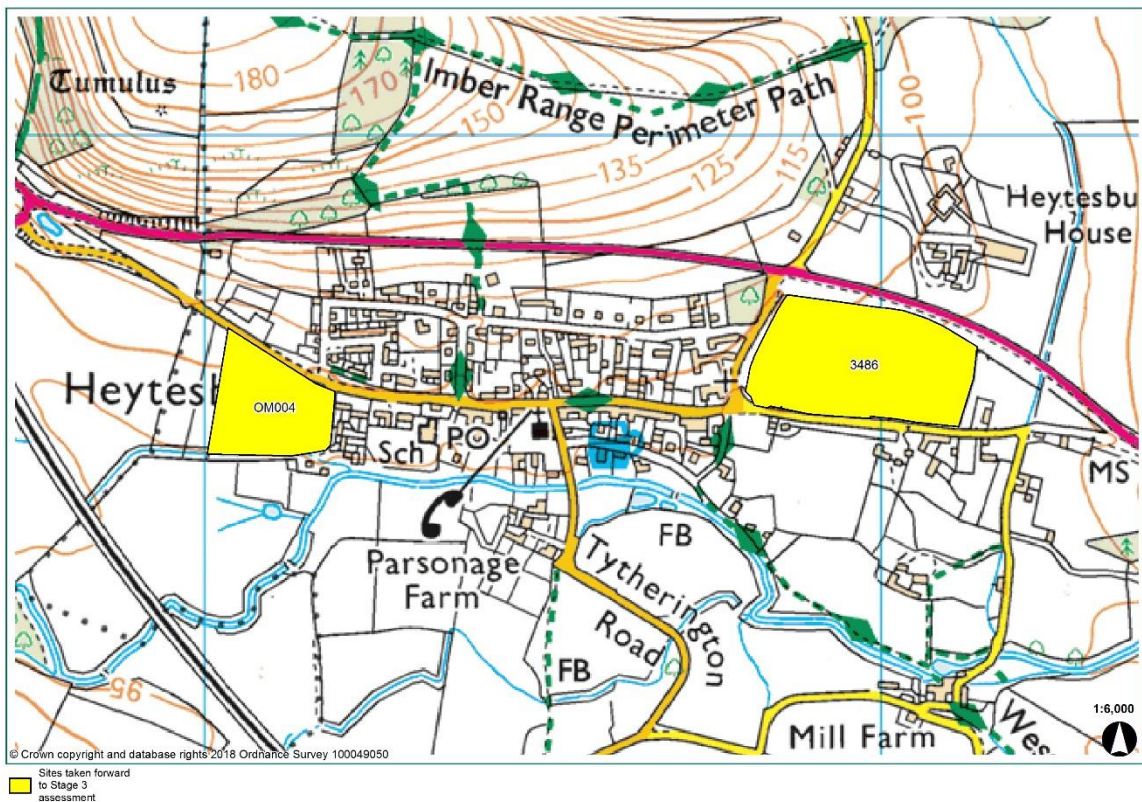 Tumulus
180
170
150
Imber Range Perimeter Path
135
125
115
100
Heytesbu
House
3486
OM004
Heytesb
Sch
PO
MS
FB
Parsonage
Farm
Tytherington
Road
FB
95
Mill Farm
Wes
1:6,000
© Crown copyright and database rights 2018 Ordnance Survey 100049050
Sites taken forward
to Stage 3
assessment